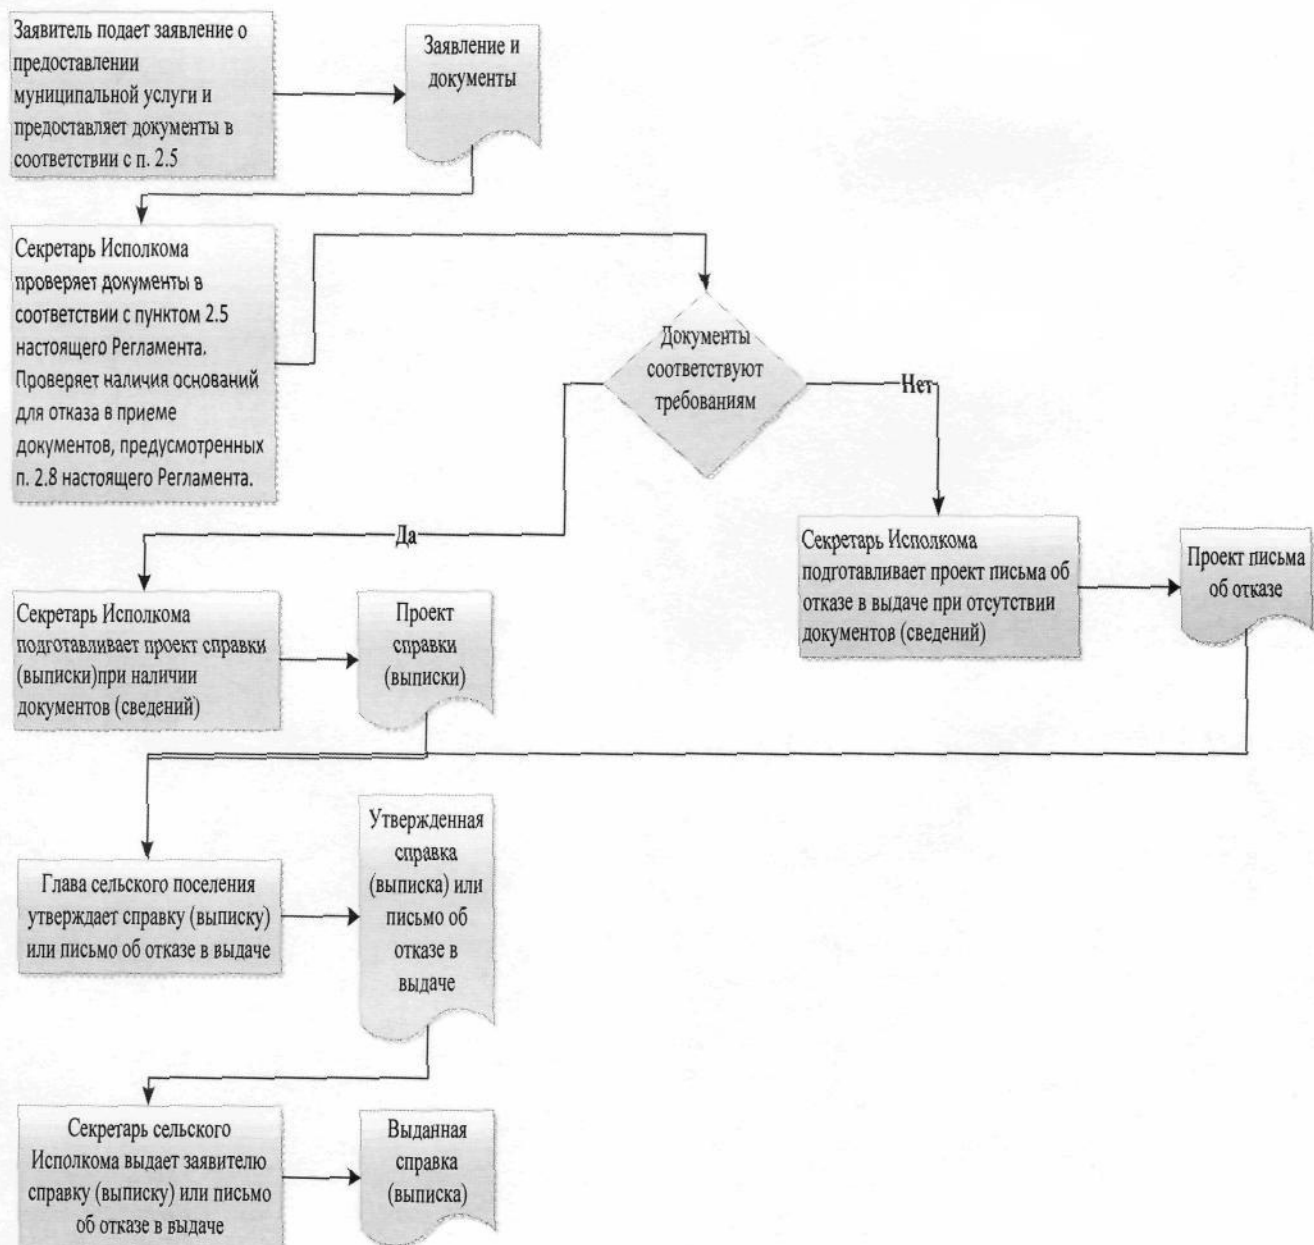 Заявитель подает заявление о
предоставлении
муниципальной услуги и
предоставляет документы в
соответствии с п. 2.5
Заявление и
документы
Секретарь Исполкома
проверяет документы в
соответствии с пунктом 2.5
настоящего Регламента.
Проверяет наличия оснований
для отказа в приеме
документов, предусмотренных
п. 2.8 настоящего Регламента.
Документы
соответствуют
требованиям
Нет
Да
Секретарь Исполкома
подготавливает проект письма об
отказе в выдаче при отсутствии
документов (сведений)
Проект письма
об отказе
Секретарь Исполкома
подготавливает проект справки
(выписки)при наличии
документов (сведений)
Проект
справки
(выписки)
Глава сельского поселения
утверждает справку (выписку)
или письмо об отказе в выдаче
Утвержденная
справка
(выписка) или
письмо об
отказе в
выдаче
Секретарь сельского
Исполкома выдает заявителю
справку (выписку) или письмо
об отказе в выдаче
Выданная
справка
(выписка)